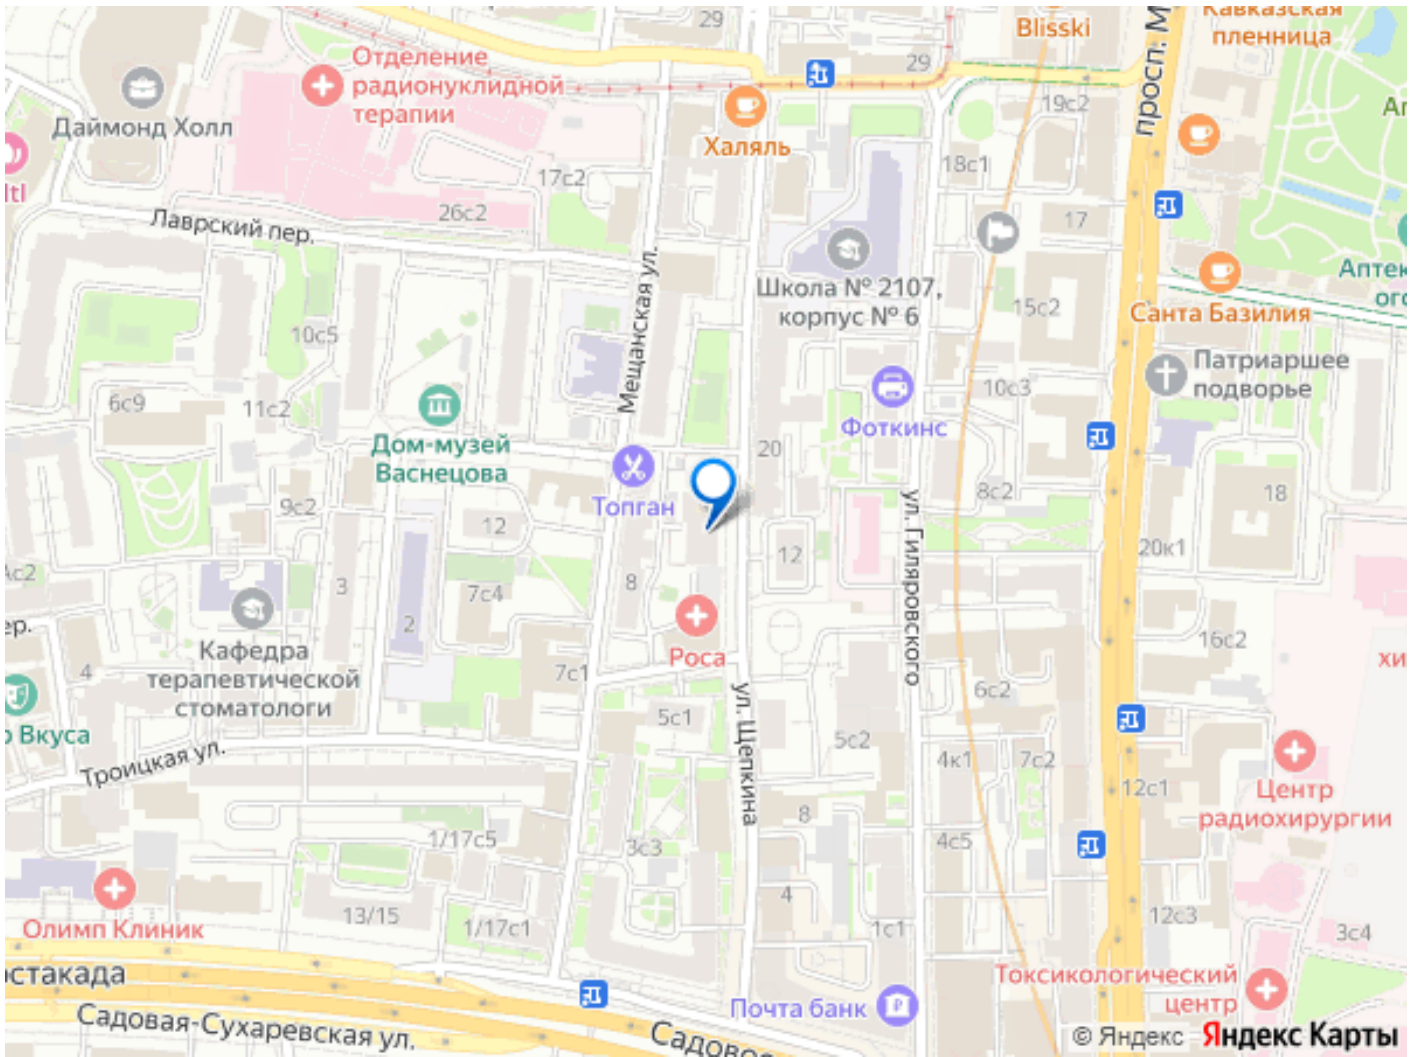 29
Blisski
просп. М
Кавказская
пленница
Отделение
радионуклидной
терапии
29
19с2
Даймонд Холл
Халяль
17с2
18с1
ltl
26с2
17
Лаврский пер.
Мещанская ул.
Школа № 2107,
корпус № 6
15с2
Санта Базилия
Аптек
ого
10с5
Патриаршее
подворье
10с3
6с9
11с2
Дом-музей
Васнецова
Фоткинс
20
Топган
9с2
12
8с2
18
ул. Гиляровского
12
20к1
3
8
7с4
2
16с2
Кафедра
терапевтической
стоматологи
4
7с1
Роса
6с2
хи
ул. Щепкина
5с1
5с2
4к1
7с2
Вкуса
Троицкая ул.
12с1
Центр
радиохирургии
8
1/17с5
3с3
4с5
4
13/15
1/17с1
1с1
12с3
3с4
Олимп Клиник
остакада
Токсикологический
центр
Почта банк
Садовая-Сухаревская ул.
Садовое
© Яндекс Яндекс Карты